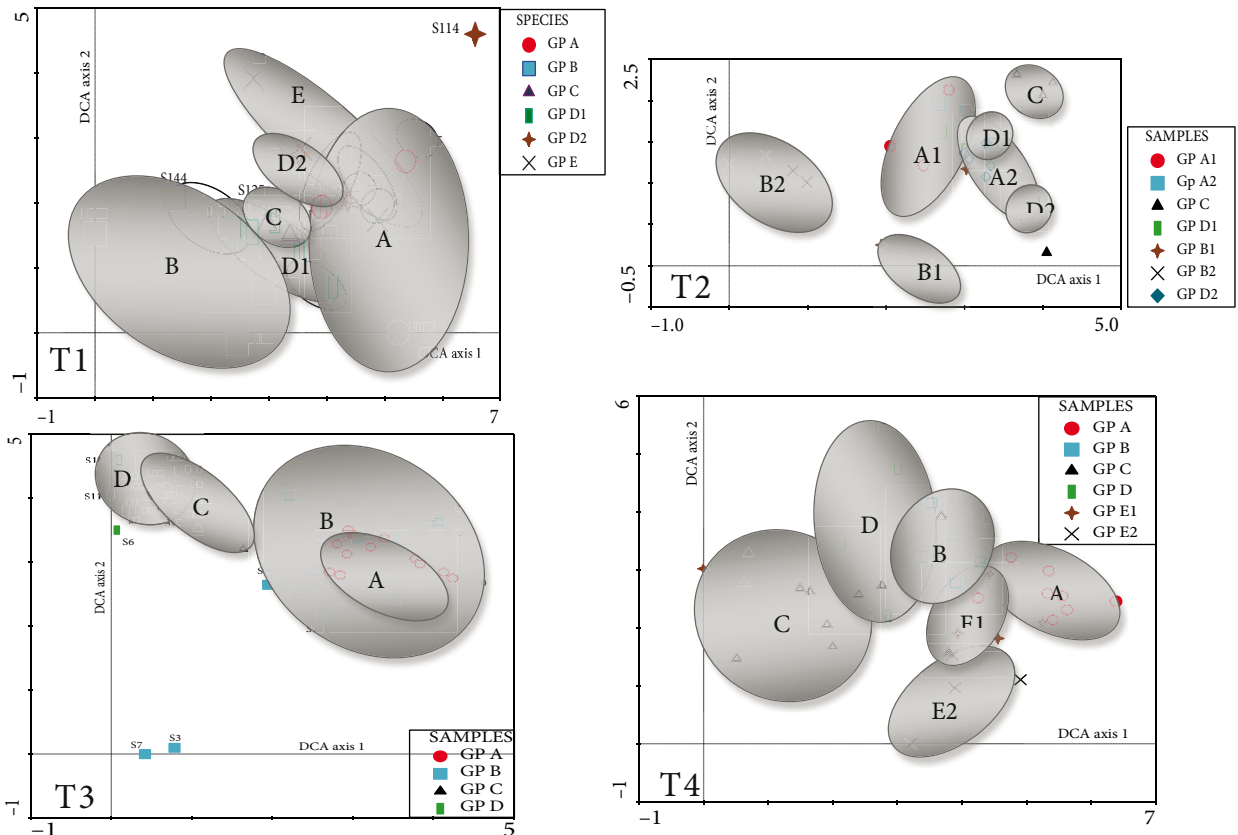 5
DCA axis 2
S114
E
D2
S144
C
A
B
D1
T1
DCA axis 1
−1
−1
7
SPECIES
GP A
GP B
GP C
GP D1
GP D2
GP E
2.5
DCA axis 2
C
D1
A1
A2
B2
D2
B1
DCA axis 1
T2
−0.5
−1.0
5.0
SAMPLES
GP A1
Gp A2
GP C
GP D1
GP B1
GP B2
GP D2
5
D
C
S6
DCA axis 2
B
A
S7
S3
DCA axis 1
T3
−1
−1
5
SAMPLES
GP A
GP B
GP C
GP D
6
DCA axis 2
D
B
A
C
E1
E2
DCA axis 1
T4
−1
−1
7
SAMPLES
GP A
GP B
GP C
GP D
GP E1
GP E2